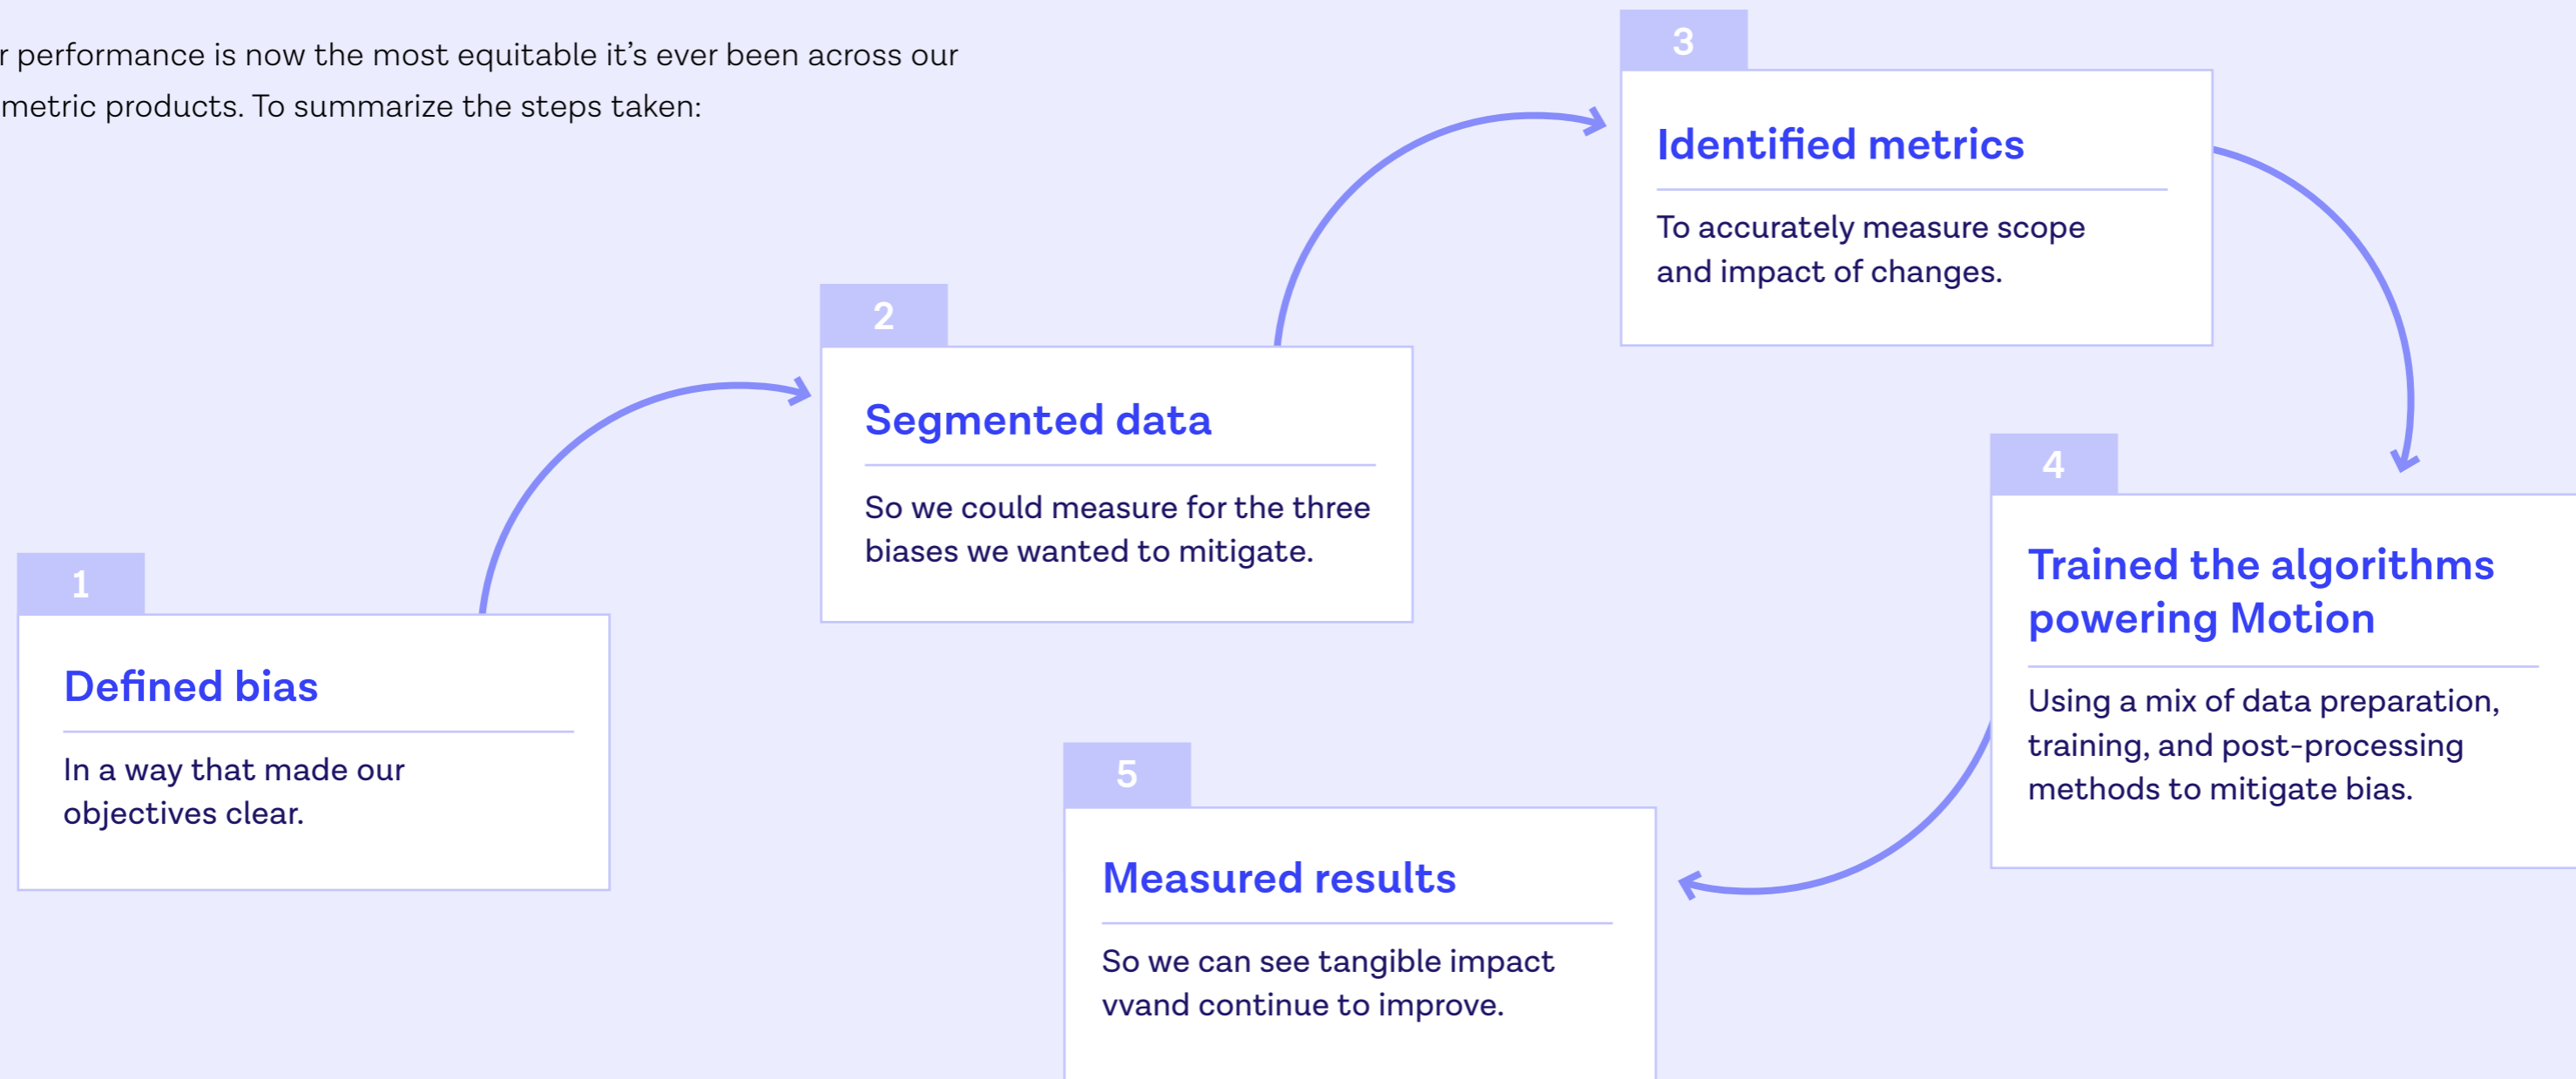 r performance is now the most equitable it’s ever been across our
metric products. To summarize the steps taken:
1
Defined bias
In a way that made our
objectives clear.
2
Segmented data
So we could measure for the three
biases we wanted to mitigate.
3
Identified metrics
To accurately measure scope
and impact of changes.
4
Trained the algorithms
powering Motion
Using a mix of data preparation,
training, and post-processing
methods to mitigate bias.
5
Measured results
So we can see tangible impact
vvand continue to improve.